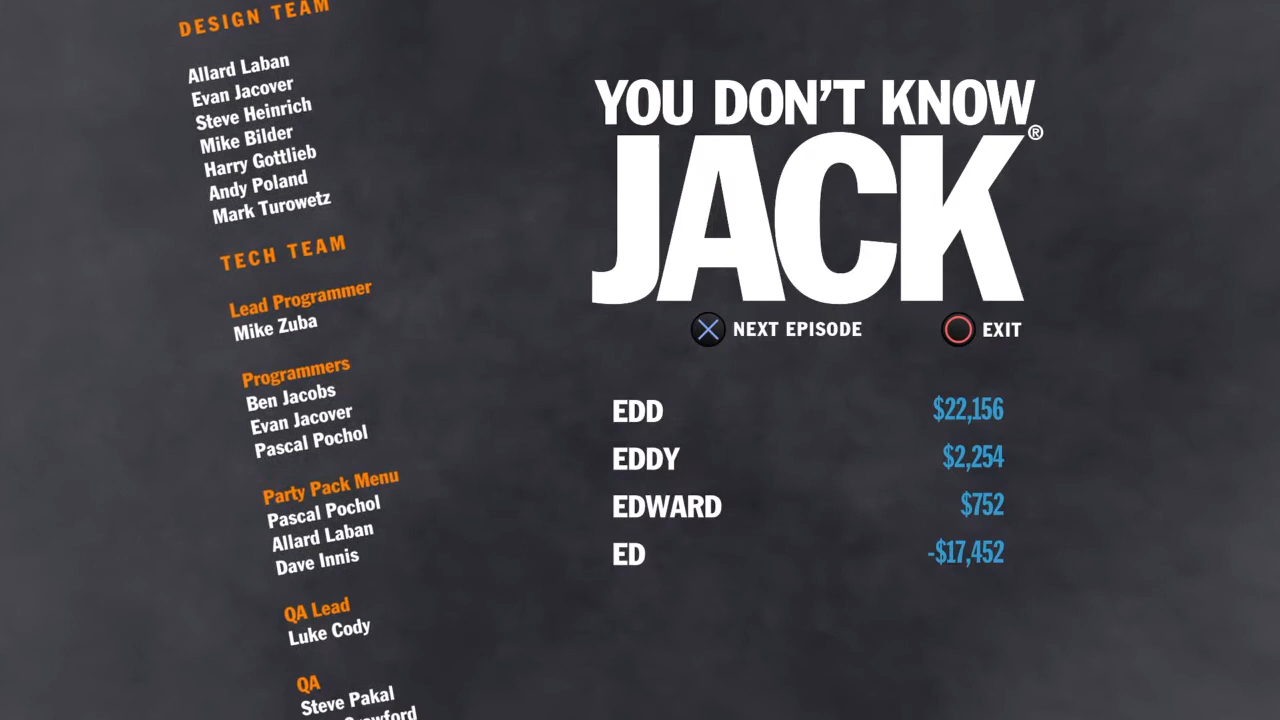 DESIGN TEAM
Allard Laban
Evan Jacover
Steve Heinrich
Mike Bilder
Harry Gottlieb
Andy Poland
Mark Turowetz
TECH TEAM
Lead Programmer
Mike Zuba
Programmers
Ben Jacobs
Evan Jacover
Pascal Pochol
Party Pack Menu
Pascal Pochol
Allard Laban
Dave Innis
QA Lead
Luke Cody
QA
Steve Pakal
YOU DON'T KNOW
JACK®
NEXT EPISODE EXIT
EDD $22,156
EDDY $2,254
EDWARD $752
ED -$17,452